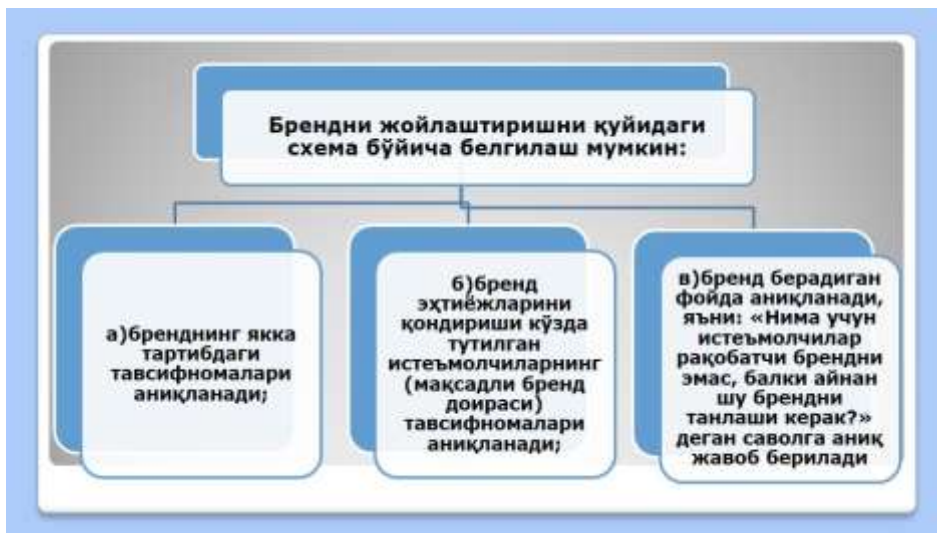 Брендни жойлаштиришни қуйидаги
схема бўйича белгилаш мумкин:
а)бренднинг якка
тартибдаги
тавсифномалари
аниқланади;
б)бренд
эҳтиёжларини
қондириши кўзда
тутилган
истеъмолчиларнинг
(мақсадли бренд
доираси)
тавсифномалари
аниқланади;
в)бренд берадиган
фойда аниқланади,
яъни: «Нима учун
истеъмолчилар
рақобатчи брендни
эмас, балки айнан
шу брендни
танлаши керак?»
деган саволга аниқ
жавоб берилади